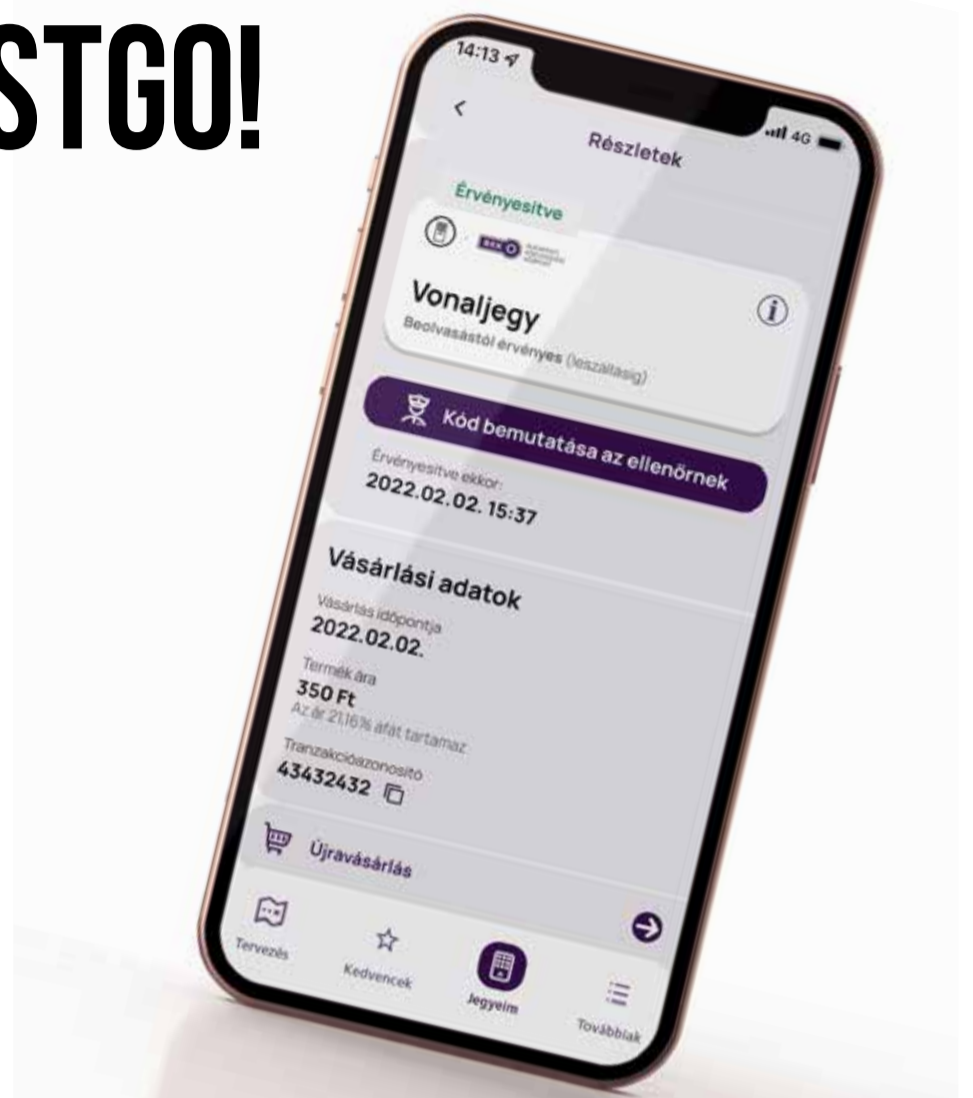 STGO!
14:13
4G
Részletek
Érvényesítve
BKK
Vonaljegy
Beolvasástól érvényes (leszállásig)
Kód bemutatása az ellenőrnek
Érvényesítve ekkor:
2022.02.02. 15:37
Vásárlási adatok
Vásárlás időpontja
2022.02.02.
Termék ára
350 Ft
Az ár 21,16% áfát tartamaz
Tranzakcióazonosító
43432432
Újravásárlás
Tervezés
Kedvencek
Jegyeim
Továbbiak